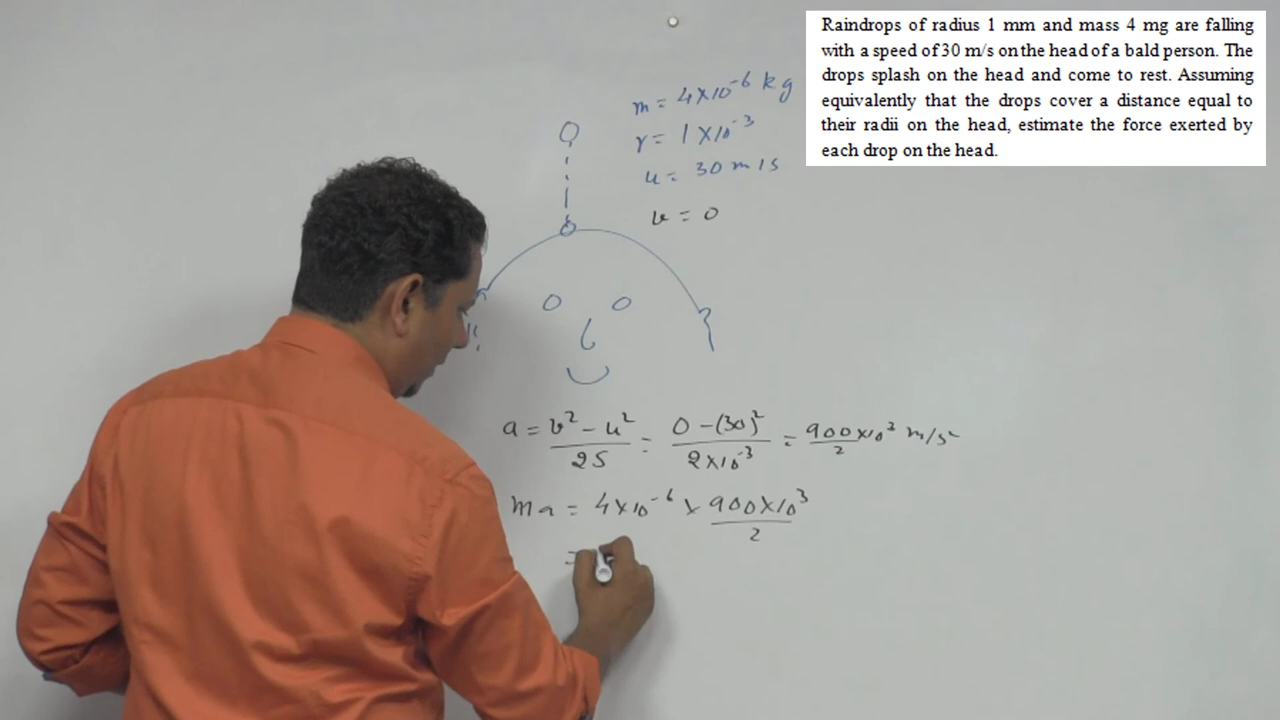 Raindrops of radius 1 mm and mass 4 mg are falling
with a speed of 30 m/s on the head of a bald person. The
drops splash on the head and come to rest. Assuming
equivalently that the drops cover a distance equal to
their radii on the head, estimate the force exerted by
each drop on the head.
m = 4×10⁻⁶ kg
r = 1×10⁻³
u = 30 m/s
v = 0
a = v² - u² / 2S = 0 - (30)² / 2×10⁻³ = 900×10³ / 2 m/s²
ma = 4×10⁻⁶ × 900×10³ / 2
=